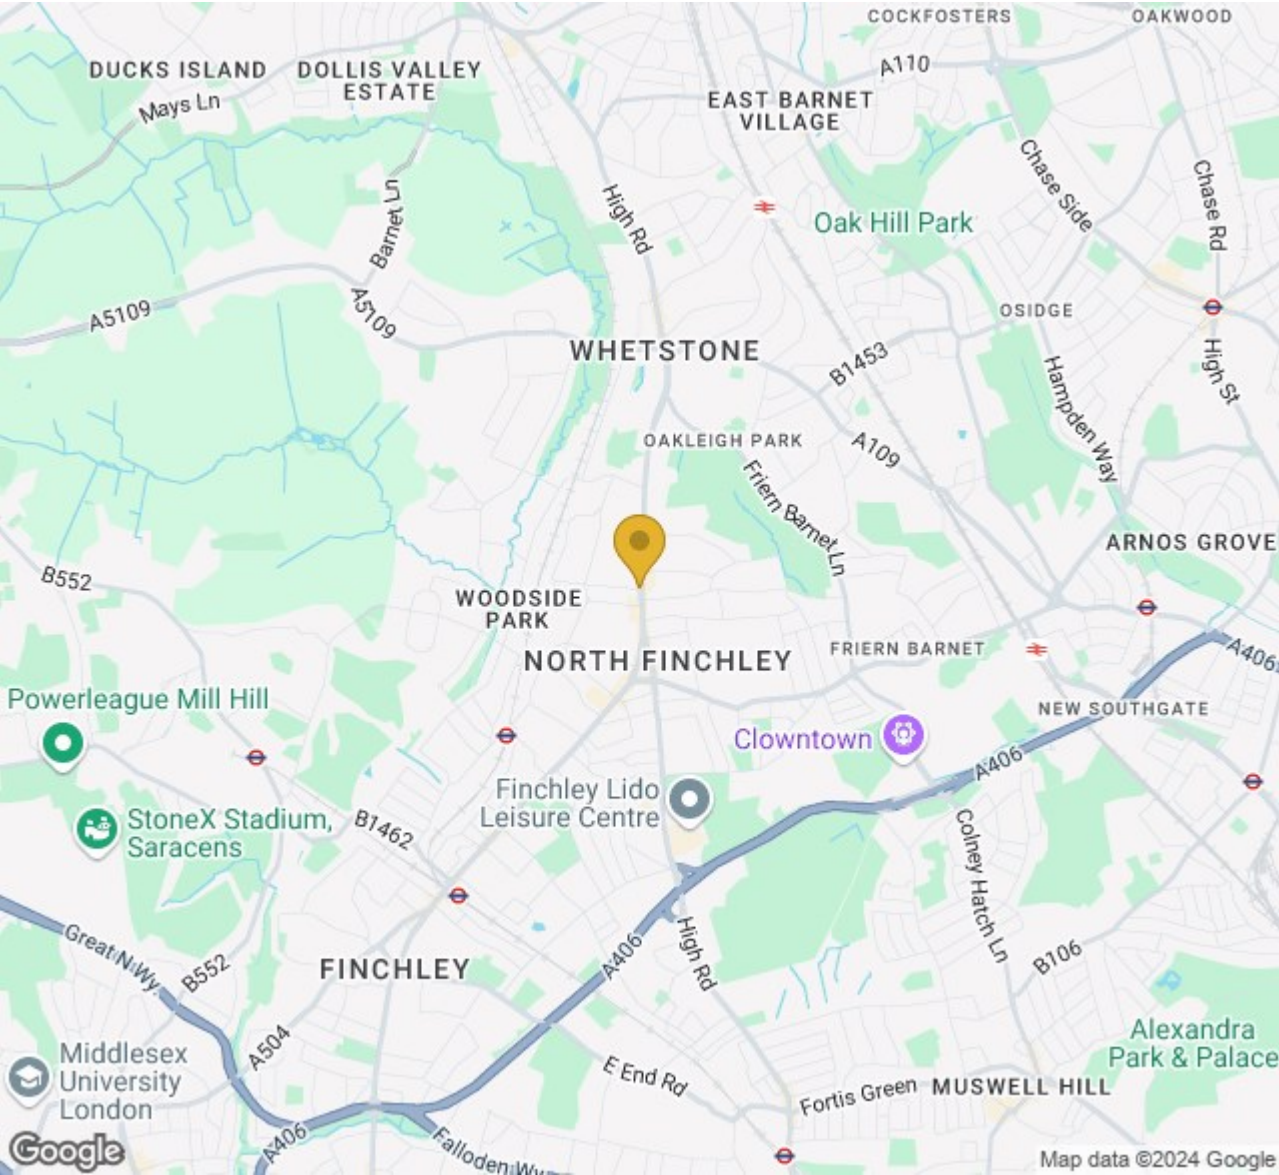 COCKFOSTERS
OAKWOOD
DUCKS ISLAND
DOLLIS VALLEY
ESTATE
A110
Mays Ln
EAST BARNET
VILLAGE
Chase Side
Chase Rd
Barnet Ln
High Rd
Oak Hill Park
A5109
A5109
OSIDGE
WHETSTONE
B1453
High St
Hampden Way
OAKLEIGH PARK
A109
Friern Barnet Ln
ARNOS GROVE
B552
WOODSIDE
PARK
NORTH FINCHLEY
FRIERN BARNET
A406
Powerleague Mill Hill
NEW SOUTHGATE
Clowntown
A406
Finchley Lido
Leisure Centre
StoneX Stadium,
Saracens
B1462
Colney Hatch Ln
Great N Wy
High Rd
A406
B552
FINCHLEY
B106
A504
Alexandra
Park & Palace
Middlesex
University
London
E End Rd
Fortis Green
MUSWELL HILL
A406
Falloden Wy
Google
Map data ©2024 Google